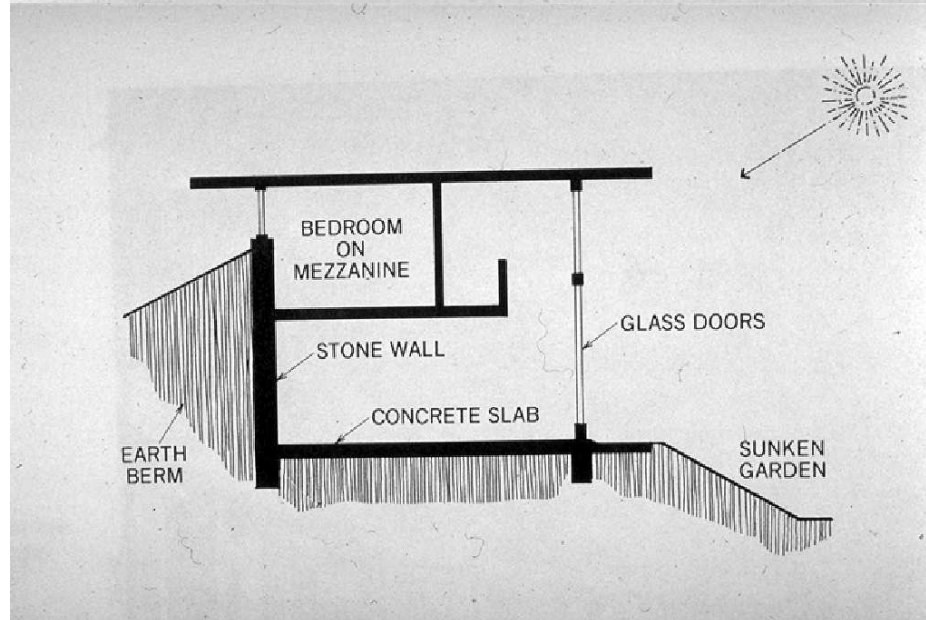 BEDROOM
ON
MEZZANINE
GLASS DOORS
STONE WALL
CONCRETE SLAB
EARTH
BERM
SUNKEN
GARDEN